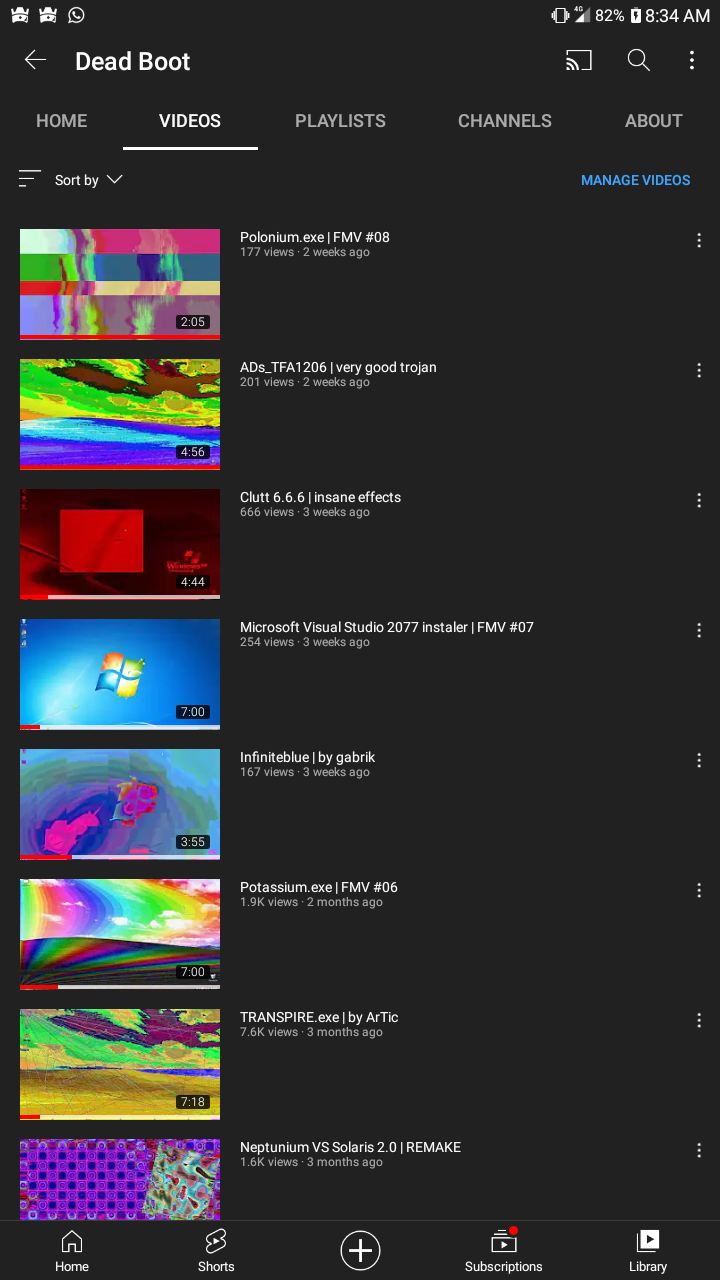 4G 82% 8:34 AM
Dead Boot
HOME VIDEOS PLAYLISTS CHANNELS ABOUT
Sort by MANAGE VIDEOS
Polonium.exe | FMV #08
177 views · 2 weeks ago
2:05
ADs_TFA1206 | very good trojan
201 views · 2 weeks ago
4:56
Clutt 6.6.6 | insane effects
666 views · 3 weeks ago
4:44
Microsoft Visual Studio 2077 instaler | FMV #07
254 views · 3 weeks ago
7:00
Infiniteblue | by gabrik
167 views · 3 weeks ago
3:55
Potassium.exe | FMV #06
1.9K views · 2 months ago
7:00
TRANSPIRE.exe | by ArTic
7.6K views · 3 months ago
7:18
Neptunium VS Solaris 2.0 | REMAKE
1.6K views · 3 months ago
Home Shorts Subscriptions Library